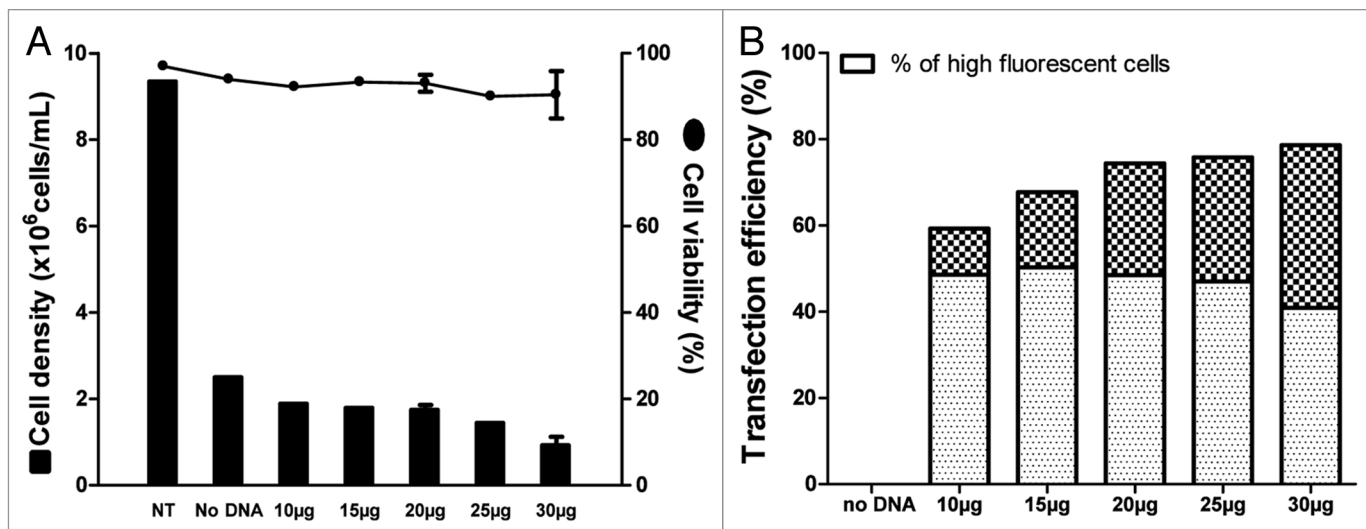 A
Cell density (x10⁶cells/mL)
10
8
6
4
2
0
100
80
60
40
20
0
Cell viability (%)
NT No DNA 10µg 15µg 20µg 25µg 30µg
B
% of high fluorescent cells
Transfection efficiency (%)
100
80
60
40
20
0
no DNA 10µg 15µg 20µg 25µg 30µg